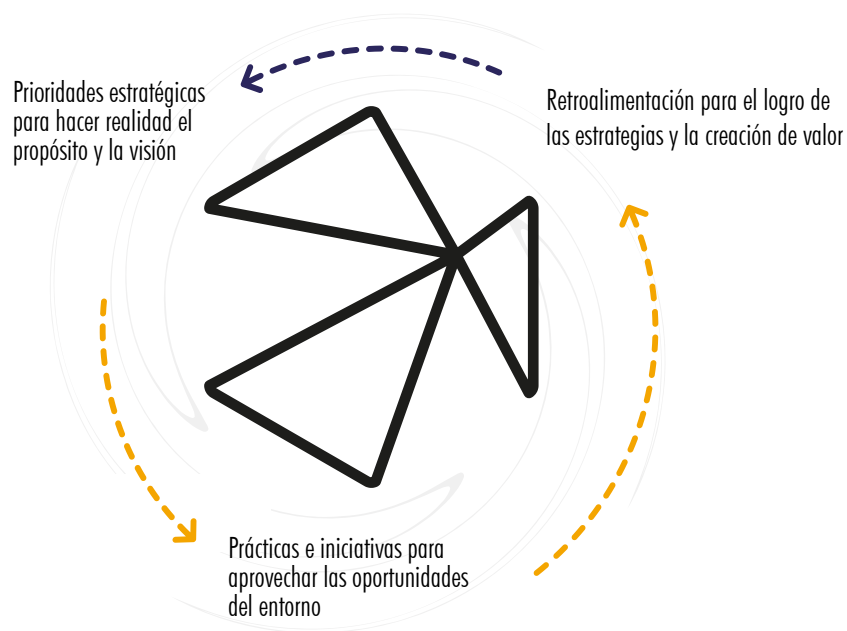 Prioridades estratégicas
para hacer realidad el
propósito y la visión
Retroalimentación para el logro de
las estrategias y la creación de valor
Prácticas e iniciativas para
aprovechar las oportunidades
del entorno